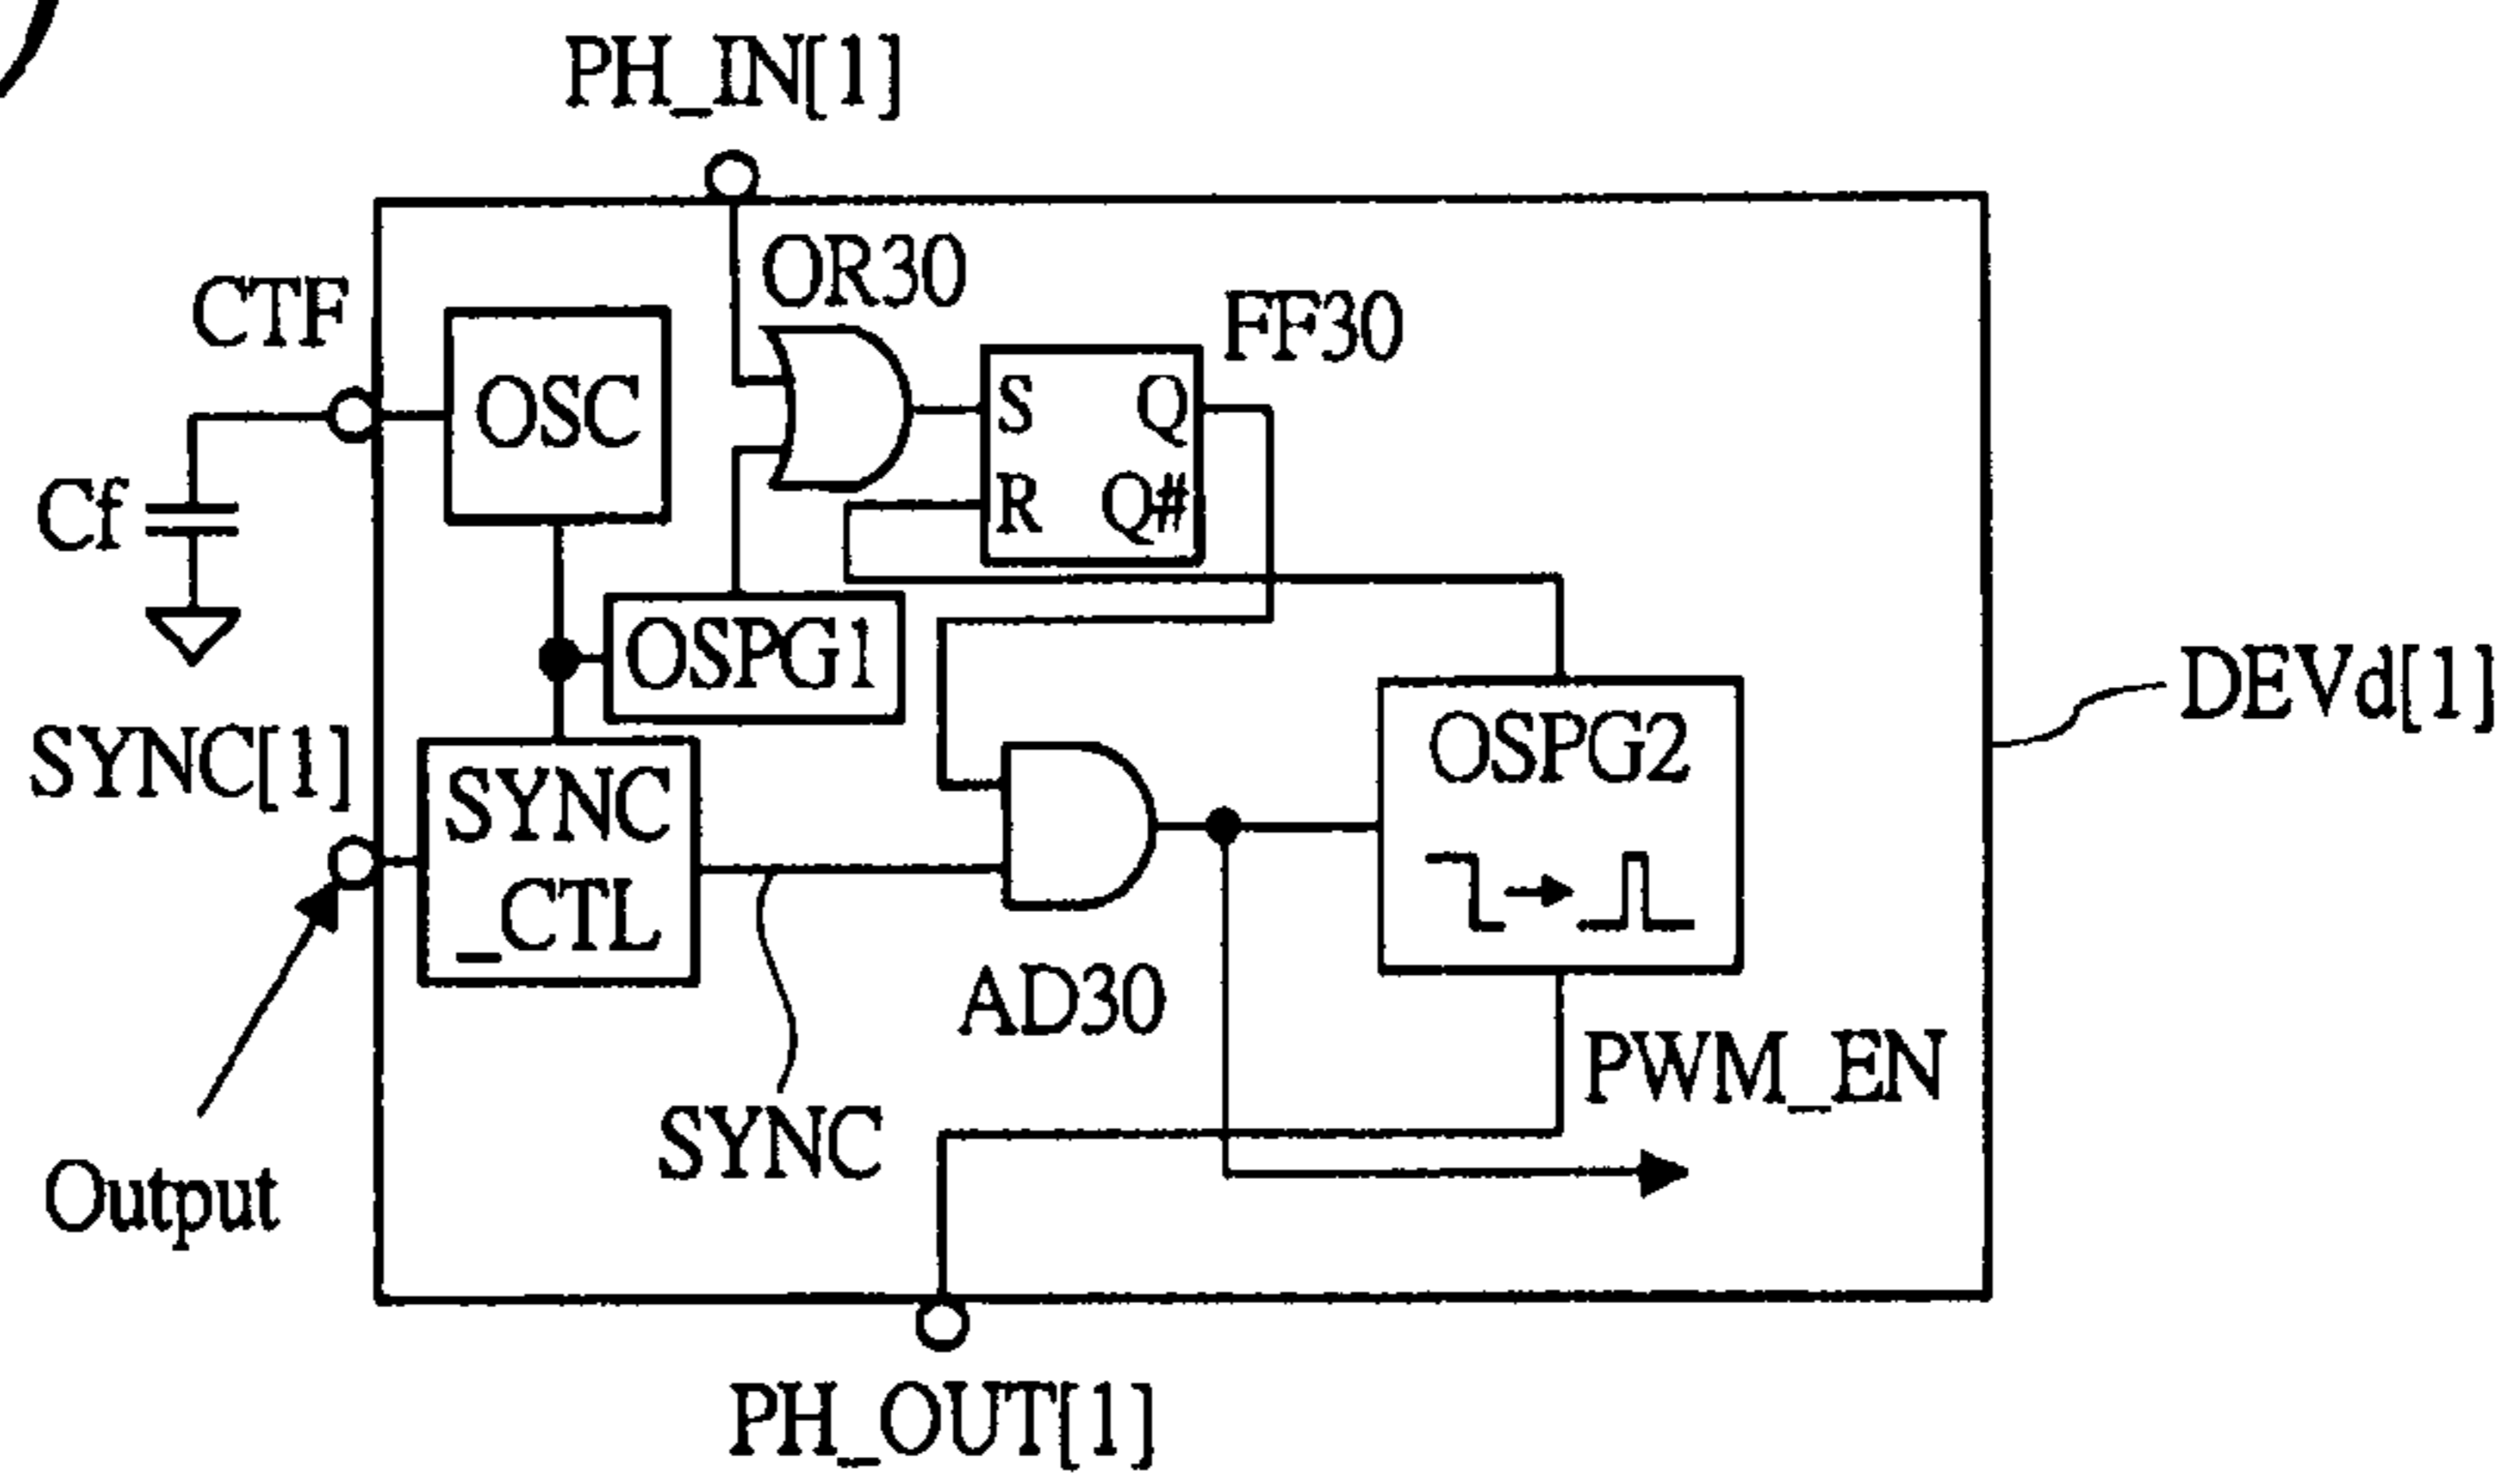 PH_IN[1]
CTF
OR30
FF30
OSC
S
Q
R
Q#
Cf
OSPG1
DEVd[1]
SYNC[1]
SYNC
_CTL
OSPG2
AD30
PWM_EN
SYNC
Output
PH_OUT[1]